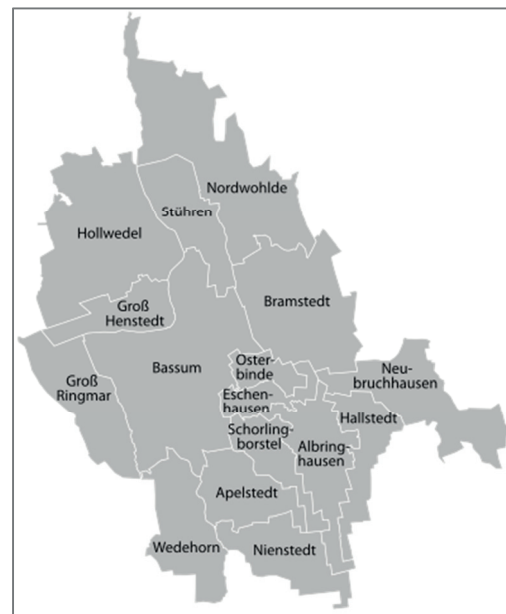 Nordwohlde
Stühren
Hollwedel
Bramstedt
Groß
Henstedt
Bassum
Oster-
binde
Neu-
bruchhausen
Groß
Ringmar
Eschen-
hausen
Hallstedt
Schorling-
borstel
Albring-
hausen
Apelstedt
Wedehorn
Nienstedt